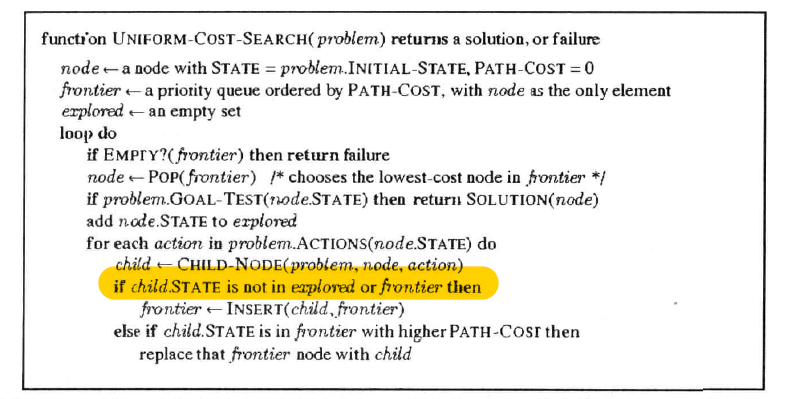 function UNIFORM-COST-SEARCH(problem) returns a solution, or failure
node ← a node with STATE = problem.INITIAL-STATE, PATH-COST = 0
frontier ← a priority queue ordered by PATH-COST, with node as the only element
explored ← an empty set
loop do
if EMPTY?(frontier) then return failure
node ← POP(frontier) /* chooses the lowest-cost node in frontier */
if problem.GOAL-TEST(node.STATE) then return SOLUTION(node)
add node.STATE to explored
for each action in problem.ACTIONS(node.STATE) do
child ← CHILD-NODE(problem, node, action)
if child.STATE is not in explored or frontier then
frontier ← INSERT(child, frontier)
else if child.STATE is in frontier with higher PATH-COST then
replace that frontier node with child